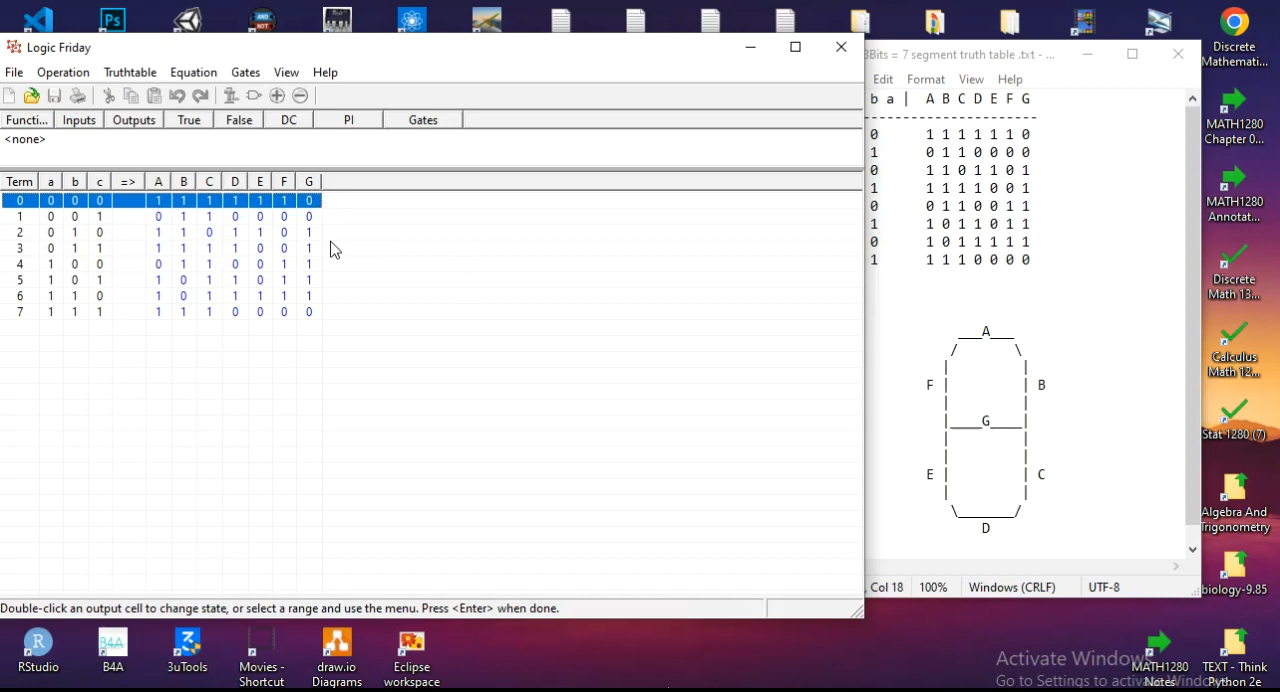 Logic Friday
File Operation Truthtable Equation Gates View Help
Functi... Inputs Outputs True False DC PI Gates
<none>
Term a b c => A B C D E F G
0 0 0 0 1 1 1 1 1 1 0
1 0 0 1 0 1 1 0 0 0 0
2 0 1 0 1 1 0 1 1 0 1
3 0 1 1 1 1 1 1 0 0 1
4 1 0 0 0 1 1 0 0 1 1
5 1 0 1 1 0 1 1 0 1 1
6 1 1 0 1 0 1 1 1 1 1
7 1 1 1 1 1 1 0 0 0 0
Double-click an output cell to change state, or select a range and use the menu. Press <Enter> when done.
3Bits = 7 segment truth table .txt - ...
Edit Format View Help
b a | A B C D E F G
---------------------
0 1 1 1 1 1 1 0
1 0 1 1 0 0 0 0
0 1 1 0 1 1 0 1
1 1 1 1 1 0 0 1
0 0 1 1 0 0 1 1
1 1 0 1 1 0 1 1
0 1 0 1 1 1 1 1
1 1 1 1 0 0 0 0
A
F B
G
E C
D
, Col 18 100% Windows (CRLF) UTF-8
Ps
AND
NOT
Discrete
Mathemati...
MATH1280
Chapter 0...
MATH1280
Annotat...
Discrete
Math 13...
Calculus
Math 12...
Stat 1280 (7)
Algebra And
Trigonometry
biology-9.85
R
RStudio
B4A
B4A
3uTools
Movies -
Shortcut
draw.io
Diagrams
Eclipse
workspace
Activate Windows
Go to Settings to activate Windows.
MATH1280
Notes
TEXT - Think
Python 2e